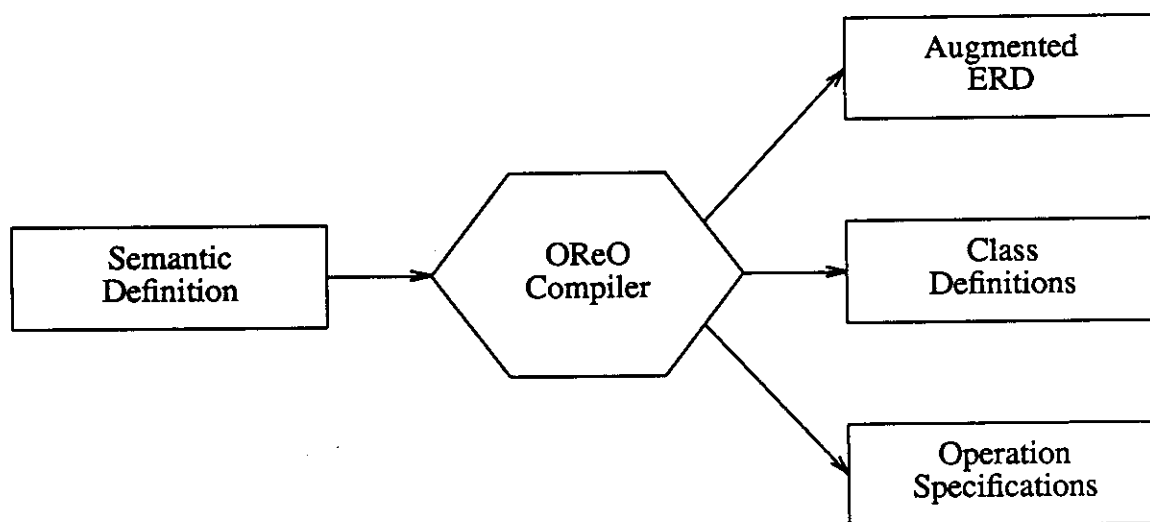 Semantic
Definition
OReO
Compiler
Augmented
ERD
Class
Definitions
Operation
Specifications